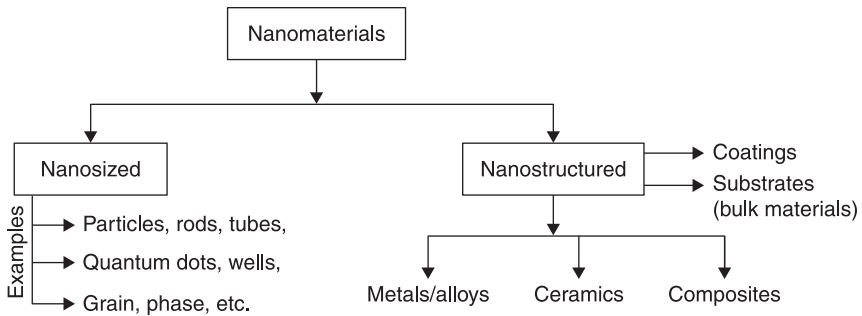 Nanomaterials
Nanosized
Nanostructured
Coatings
Substrates
(bulk materials)
Examples
Particles, rods, tubes,
Quantum dots, wells,
Grain, phase, etc.
Metals/alloys
Ceramics
Composites